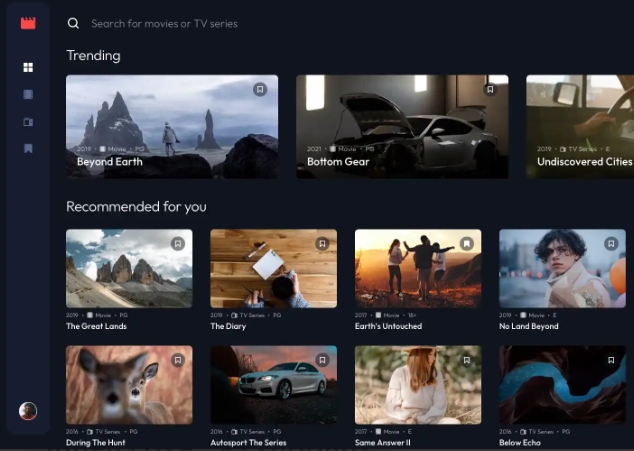 Search for movies or TV series
Trending
2019 • Movie • PG
Beyond Earth
2021 • Movie • PG
Bottom Gear
2019 • TV Series • E
Undiscovered Cities
Recommended for you
2019 • Movie • PG
The Great Lands
2019 • TV Series • PG
The Diary
2017 • Movie • 18+
Earth's Untouched
2019 • Movie • E
No Land Beyond
2016 • TV Series • PG
During The Hunt
2016 • TV Series • PG
Autosport The Series
2017 • Movie • E
Same Answer II
2016 • TV Series • PG
Below Echo